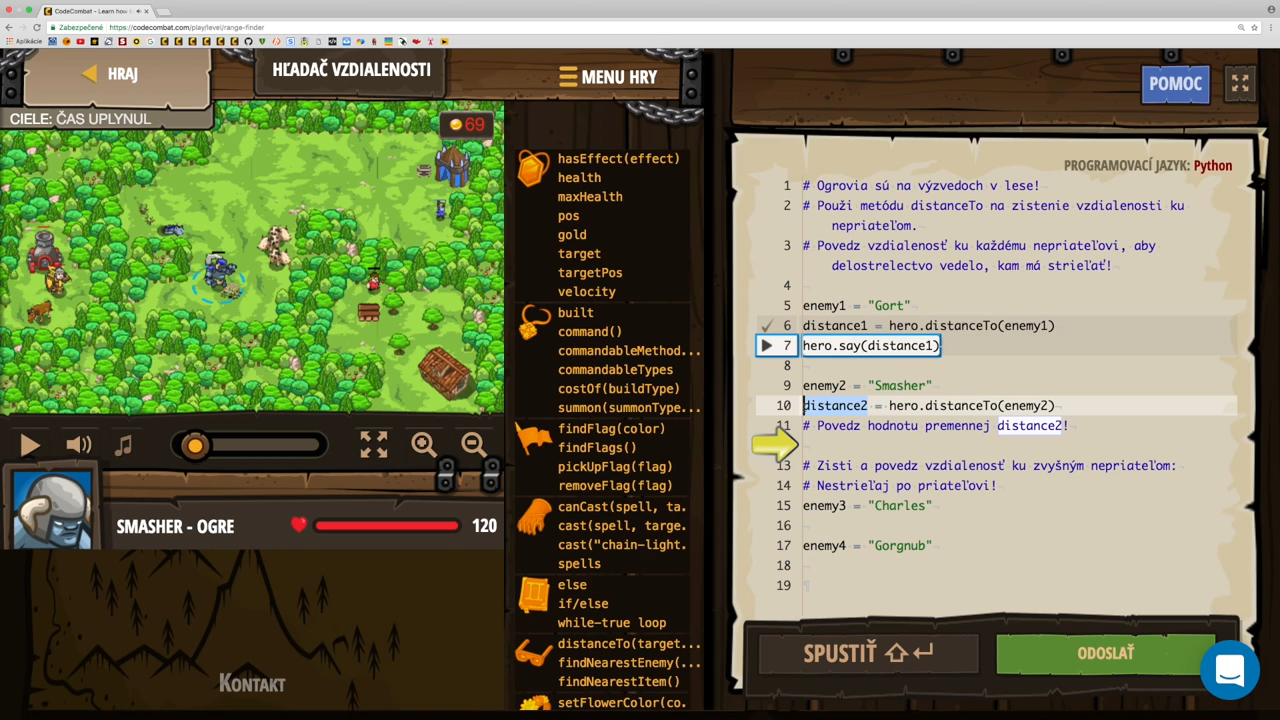 CodeCombat - Learn how
Zabezpečené
https://codecombat.com/play/level/range-finder
Aplikácie
HRAJ
HĽADAČ VZDIALENOSTI
MENU HRY
POMOC
CIELE: ČAS UPLYNUL
69
hasEffect(effect)
health
maxHealth
pos
gold
target
targetPos
velocity
built
command()
commandableMethod...
commandableTypes
costOf(buildType)
summon(summonType...
findFlag(color)
findFlags()
pickUpFlag(flag)
removeFlag(flag)
canCast(spell, ta.
cast(spell, targe.
cast("chain-light.
spells
else
if/else
while-true loop
distanceTo(target...
findNearestEnemy(...
findNearestItem()
setFlowerColor(co.
PROGRAMOVACÍ JAZYK: Python
1 # Ogrovia sú na výzvedoch v lese!
2 # Použi metódu distanceTo na zistenie vzdialenosti ku
nepriateľom.
3 # Povedz vzdialenosť ku každému nepriateľovi, aby
delostrelectvo vedelo, kam má strieľať!
4
5 enemy1 = "Gort"
6 distance1 = hero.distanceTo(enemy1)
7 hero.say(distance1)
8
9 enemy2 = "Smasher"
10 distance2 = hero.distanceTo(enemy2)
11 # Povedz hodnotu premennej distance2!
13 # Zisti a povedz vzdialenosť ku zvyšným nepriateľom:
14 # Nestrieľaj po priateľovi!
15 enemy3 = "Charles"
16
17 enemy4 = "Gorgnub"
18
19
SMASHER - OGRE
120
KONTAKT
SPUSTIŤ
ODOSLAŤ